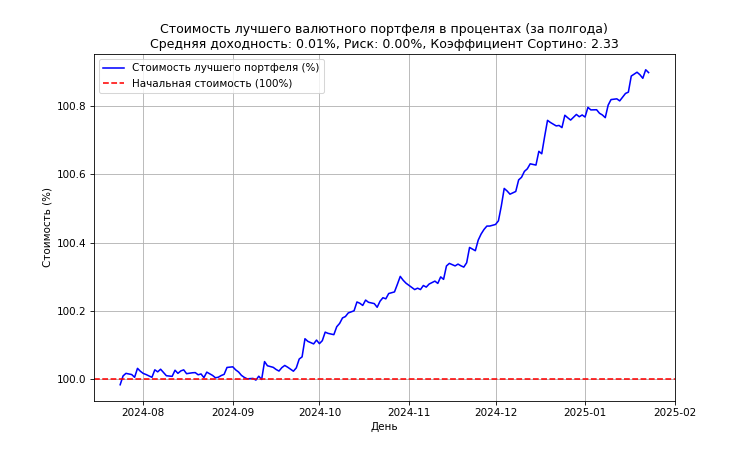 Стоимость лучшего валютного портфеля в процентах (за полгода)
Средняя доходность: 0.01%, Риск: 0.00%, Коэффициент Сортино: 2.33
Стоимость лучшего портфеля (%)
Начальная стоимость (100%)
Стоимость (%)
100.8
100.6
100.4
100.2
100.0
2024-08 2024-09 2024-10 2024-11 2024-12 2025-01 2025-02
День